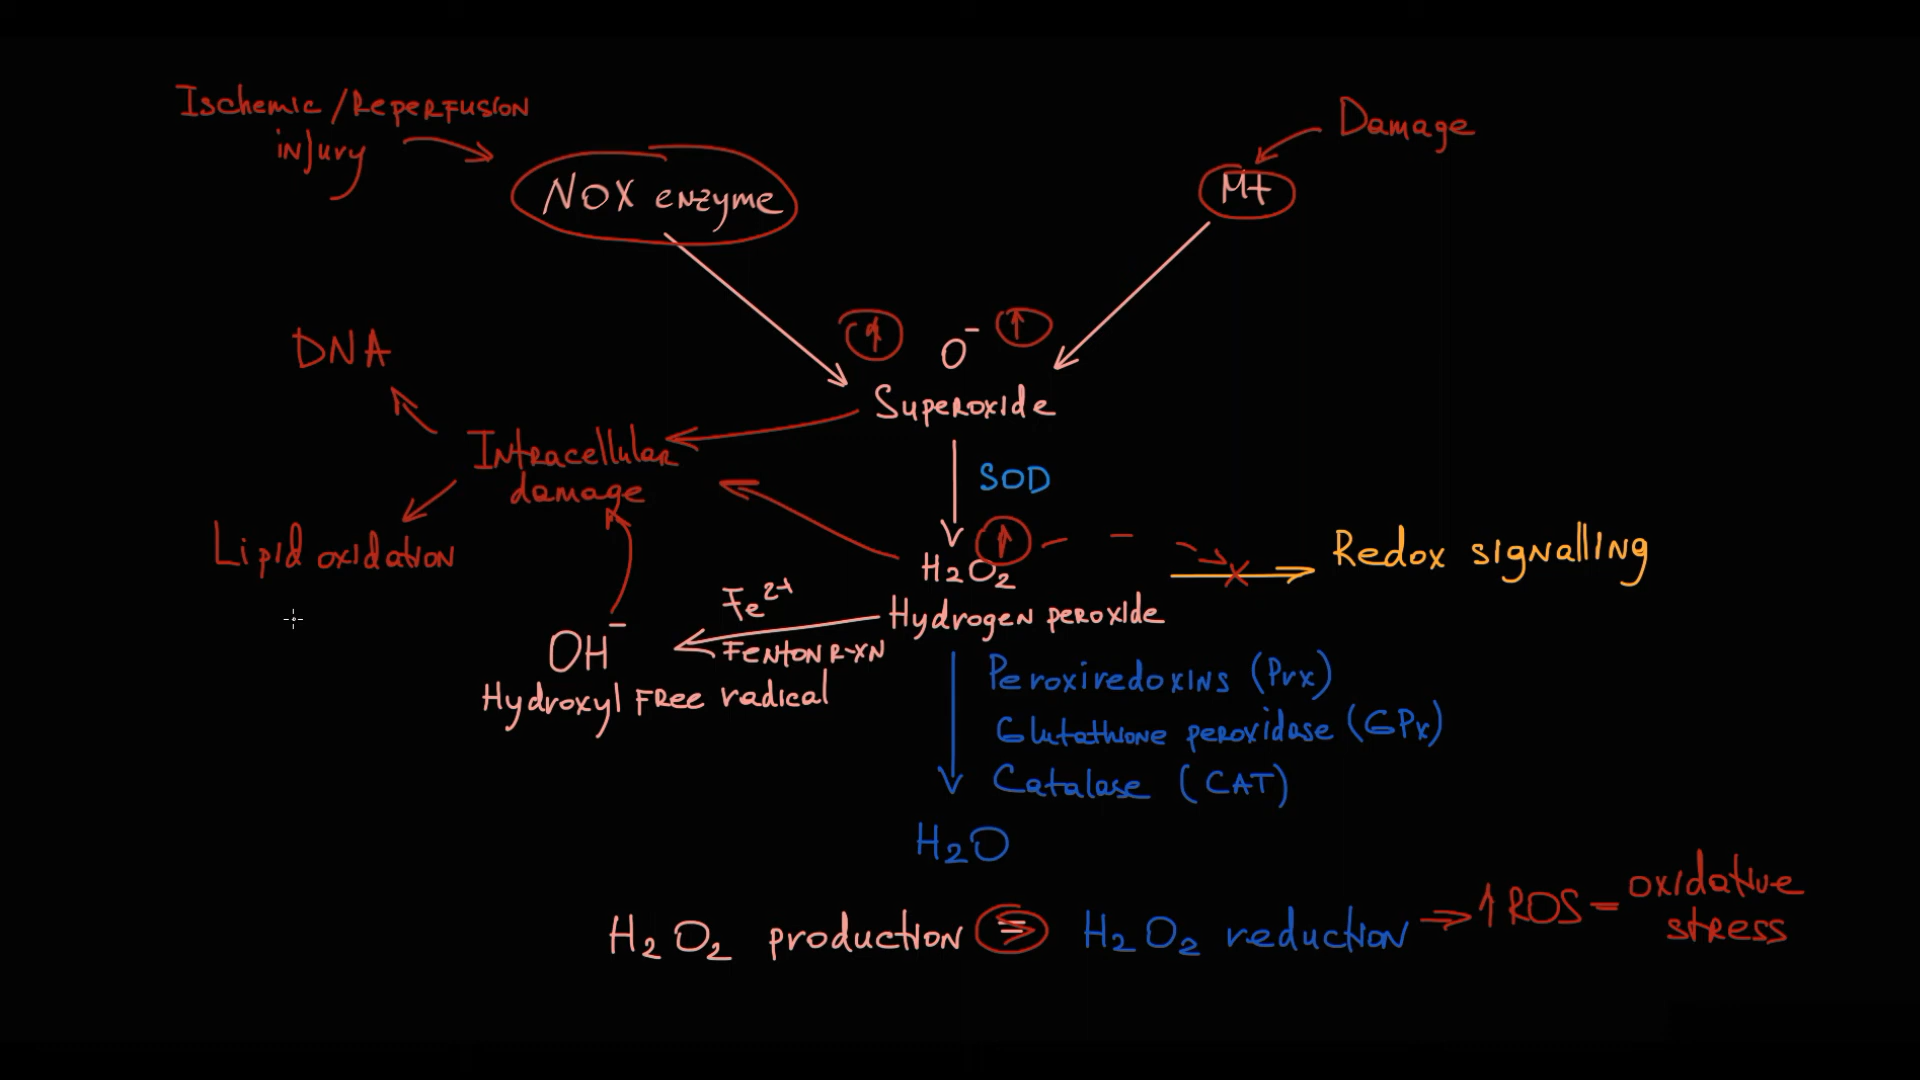 Ischemic / Reperfusion
injury
Damage
NOX enzyme
Mt
↑ O⁻ ↑
Superoxide
DNA
Intracellular
damage
SOD
Lipid oxidation
↑
H₂O₂
Redox signalling
Hydrogen peroxide
Fe²⁺
Fenton R-XN
OH⁻
Hydroxyl free radical
Peroxiredoxins (Prx)
Glutathione peroxidase (GPx)
Catalase (CAT)
H₂O
H₂O₂ production > H₂O₂ reduction ⇒ ↑ ROS = oxidative
stress